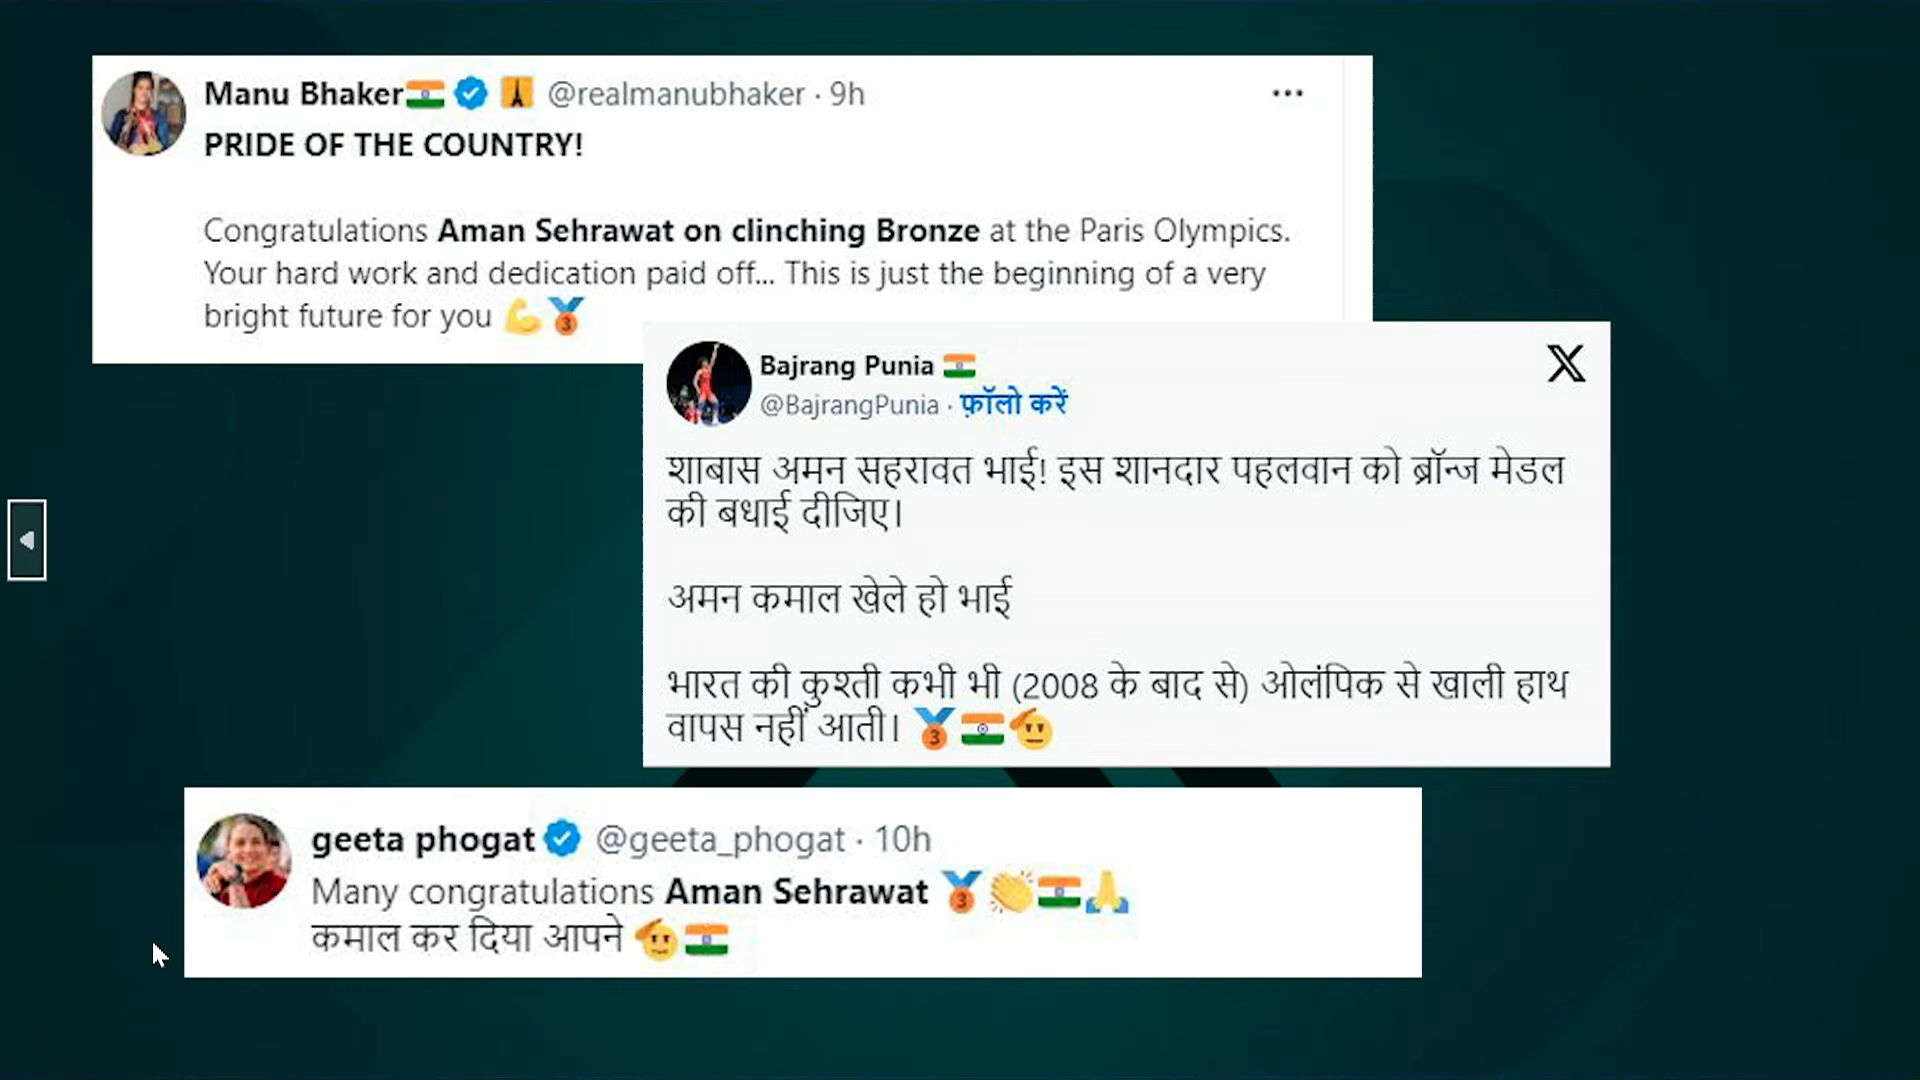 Manu Bhaker🇮🇳 @realmanubhaker · 9h
PRIDE OF THE COUNTRY!
Congratulations Aman Sehrawat on clinching Bronze at the Paris Olympics.
Your hard work and dedication paid off... This is just the beginning of a very
bright future for you 💪🥉
Bajrang Punia 🇮🇳
@BajrangPunia · फ़ॉलो करें
शाबास अमन सहरावत भाई! इस शानदार पहलवान को ब्रॉन्ज मेडल
की बधाई दीजिए।
अमन कमाल खेले हो भाई
भारत की कुश्ती कभी भी (2008 के बाद से) ओलंपिक से खाली हाथ
वापस नहीं आती। 🥉🇮🇳🫡
geeta phogat @geeta_phogat · 10h
Many congratulations Aman Sehrawat 🥉👏🇮🇳🙏
कमाल कर दिया आपने 🫡🇮🇳